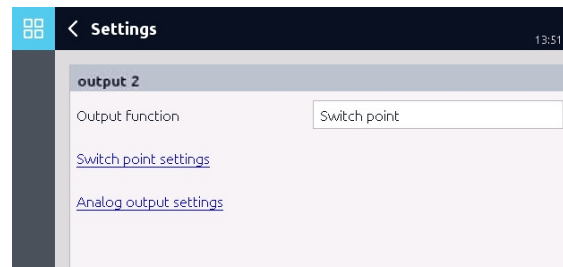 Settings
13:51
output 2
Output function Switch point
Switch point settings
Analog output settings